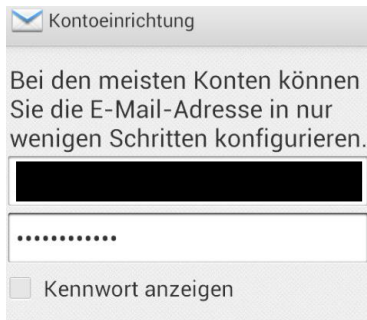 Kontoeinrichtung
Bei den meisten Konten können
Sie die E-Mail-Adresse in nur
wenigen Schritten konfigurieren.
••••••••••••
Kennwort anzeigen